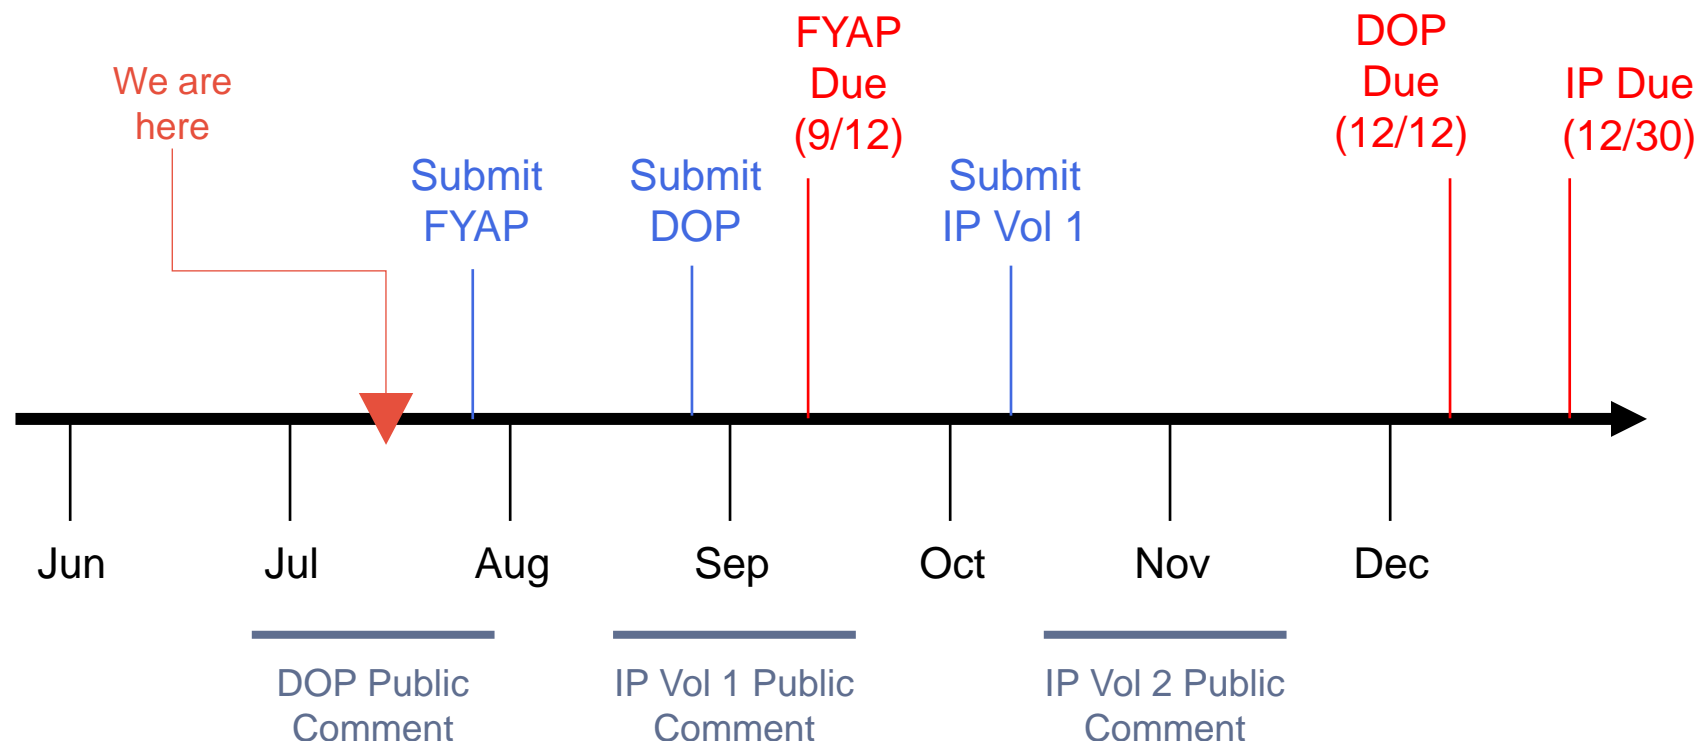 We are
here
Submit
FYAP
Submit
DOP
FYAP
Due
(9/12)
Submit
IP Vol 1
DOP
Due
(12/12)
IP Due
(12/30)
Jun
Jul
Aug
Sep
Oct
Nov
Dec
DOP Public
Comment
IP Vol 1 Public
Comment
IP Vol 2 Public
Comment